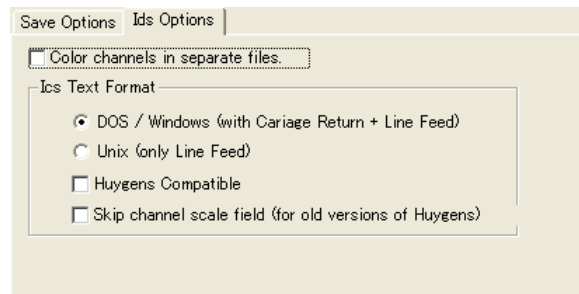 Save Options Ids Options
Color channels in separate files.
Ics Text Format
DOS / Windows (with Cariage Return + Line Feed)
Unix (only Line Feed)
Huygens Compatible
Skip channel scale field (for old versions of Huygens)